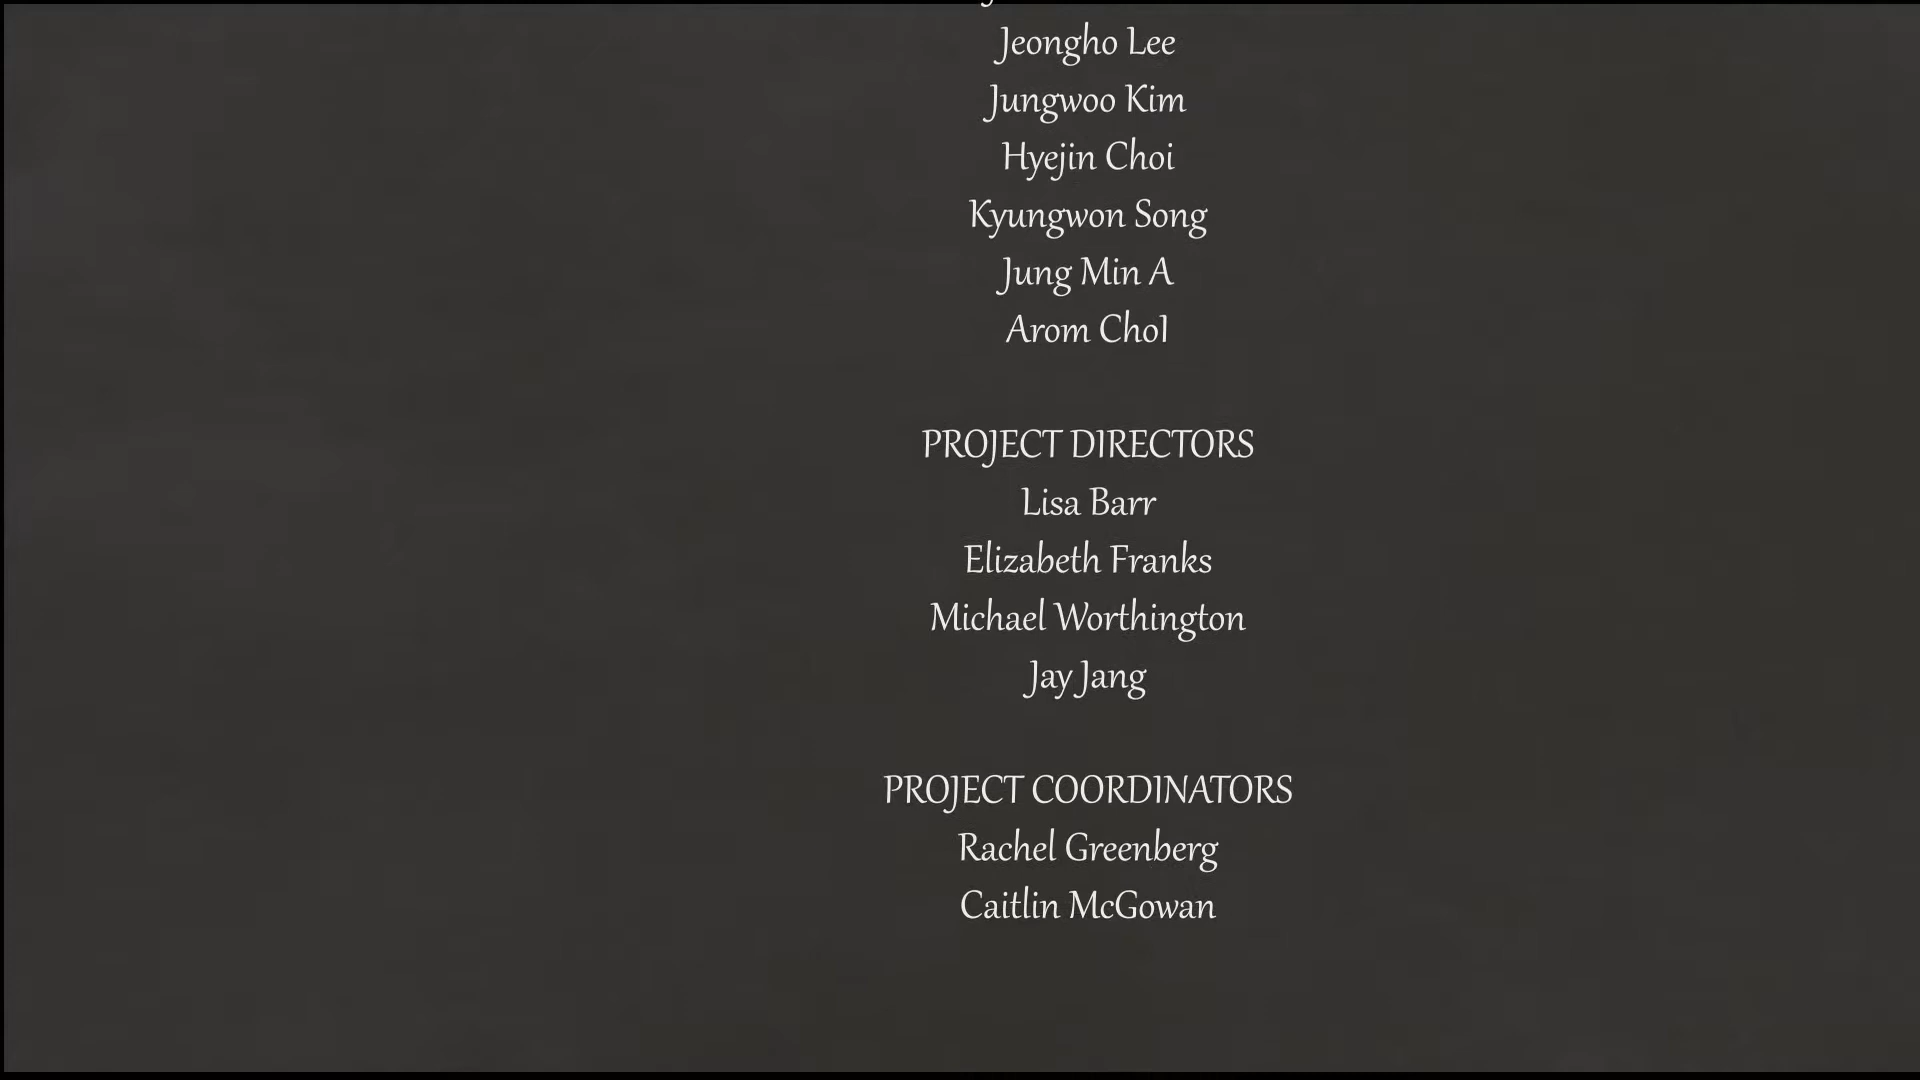 Jeongho Lee
Jungwoo Kim
Hyejin Choi
Kyungwon Song
Jung Min A
Arom ChoI
PROJECT DIRECTORS
Lisa Barr
Elizabeth Franks
Michael Worthington
Jay Jang
PROJECT COORDINATORS
Rachel Greenberg
Caitlin McGowan